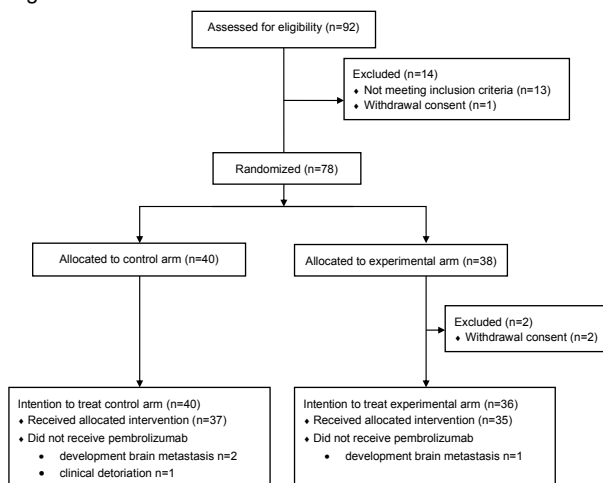 Assessed for eligibility (n=92)
Excluded (n=14)
♦ Not meeting inclusion criteria (n=13)
♦ Withdrawal consent (n=1)
Randomized (n=78)
Allocated to control arm (n=40)
Allocated to experimental arm (n=38)
Excluded (n=2)
♦ Withdrawal consent (n=2)
Intention to treat control arm (n=40)
♦ Received allocated intervention (n=37)
♦ Did not receive pembrolizumab
• development brain metastasis n=2
• clinical detoriation n=1
Intention to treat experimental arm (n=36)
♦ Received allocated intervention (n=35)
♦ Did not receive pembrolizumab
• development brain metastasis n=1